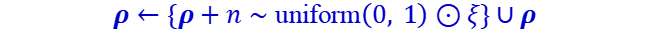 𝝆 ← {𝝆 + n ~ uniform(0, 1) ⊙ ξ} ∪ 𝝆